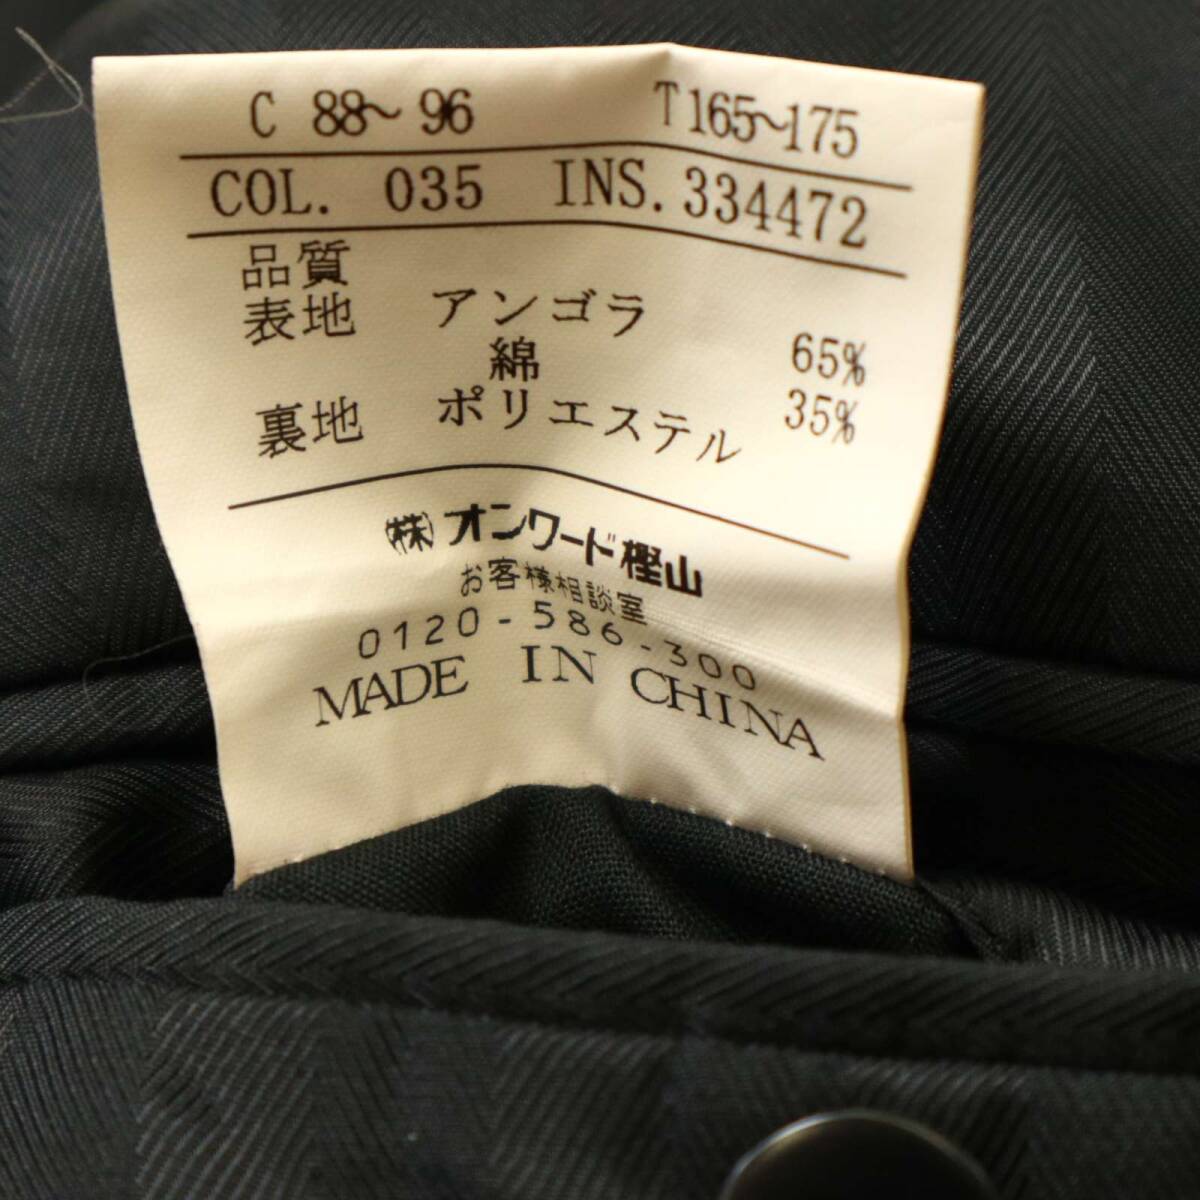 C 88~96 T165~175
COL. 035 INS.334472
品質
表地 アンゴラ 65%
綿 35%
裏地 ポリエステル
㈱オンワード樫山
お客様相談室
0120-586-300
MADE IN CHINA